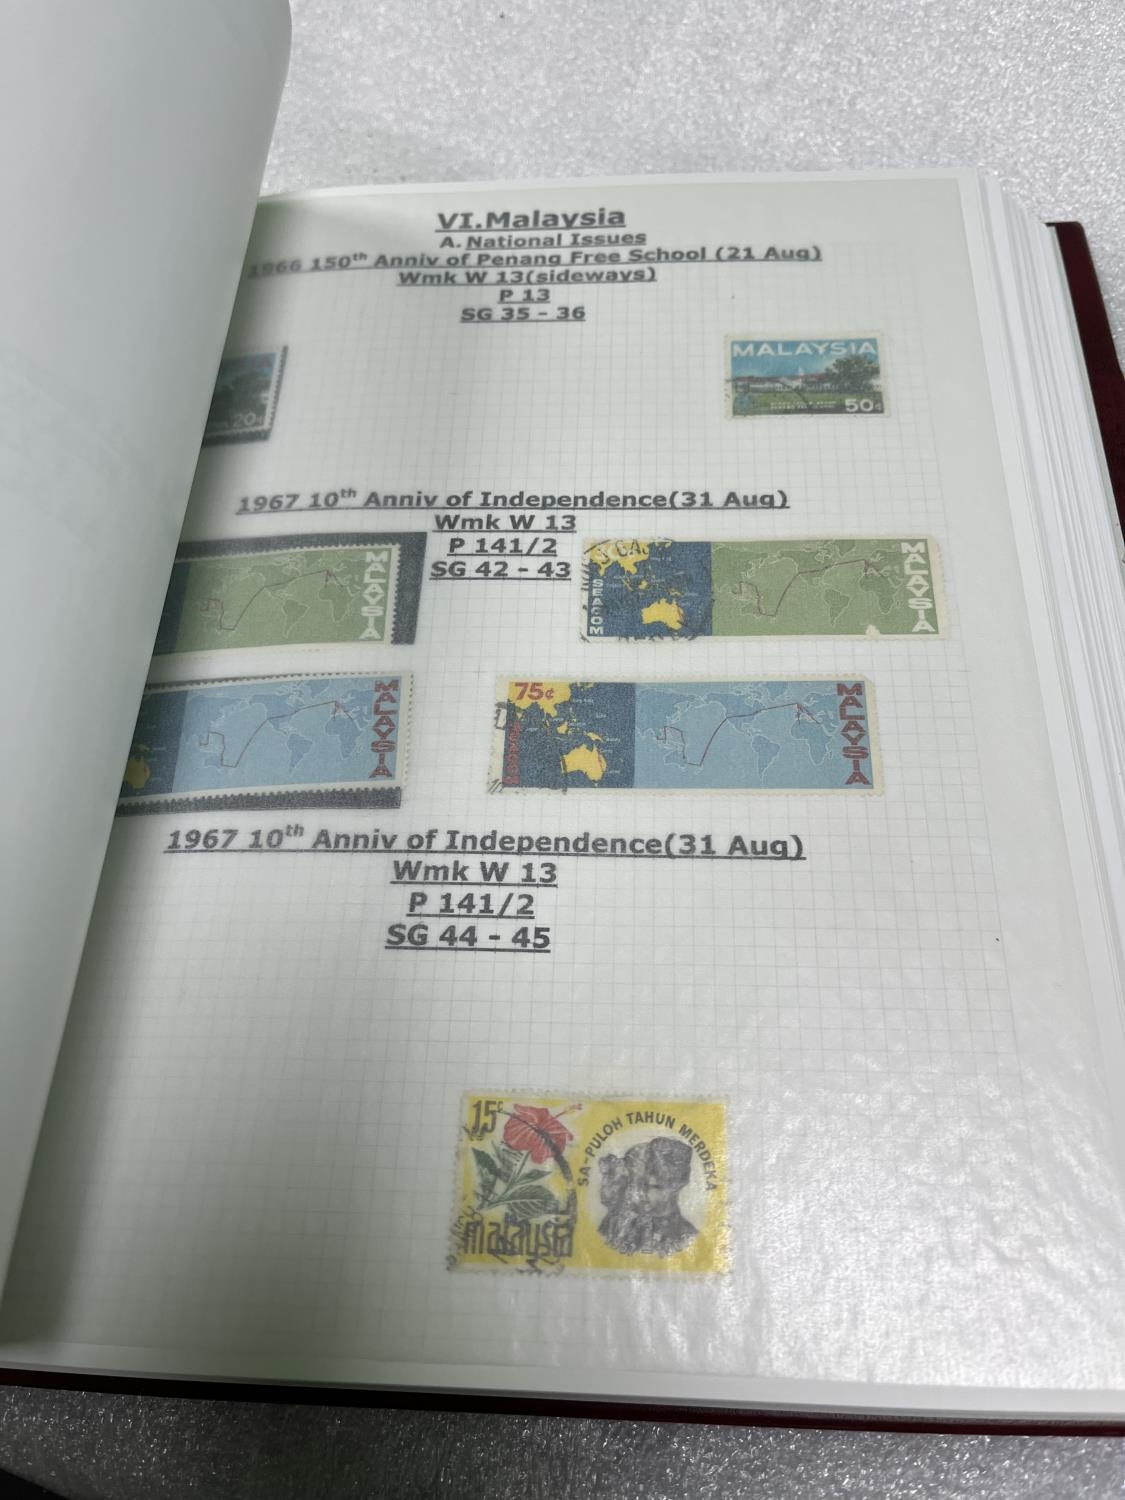 VI.Malaysia
A. National Issues
1966 150th Anniv of Penang Free School (21 Aug)
Wmk W 13(sideways)
P 13
SG 35 - 36
20c
MALAYSIA
50c
1967 10th Anniv of Independence(31 Aug)
Wmk W 13
P 141/2
SG 42 - 43
MALAYSIA
SEACOM
MALAYSIA
MALAYSIA
75¢
SEACOM
MALAYSIA
1967 10th Anniv of Independence(31 Aug)
Wmk W 13
P 141/2
SG 44 - 45
15c
SA-PULOH TAHUN MERDEKA
malaysia